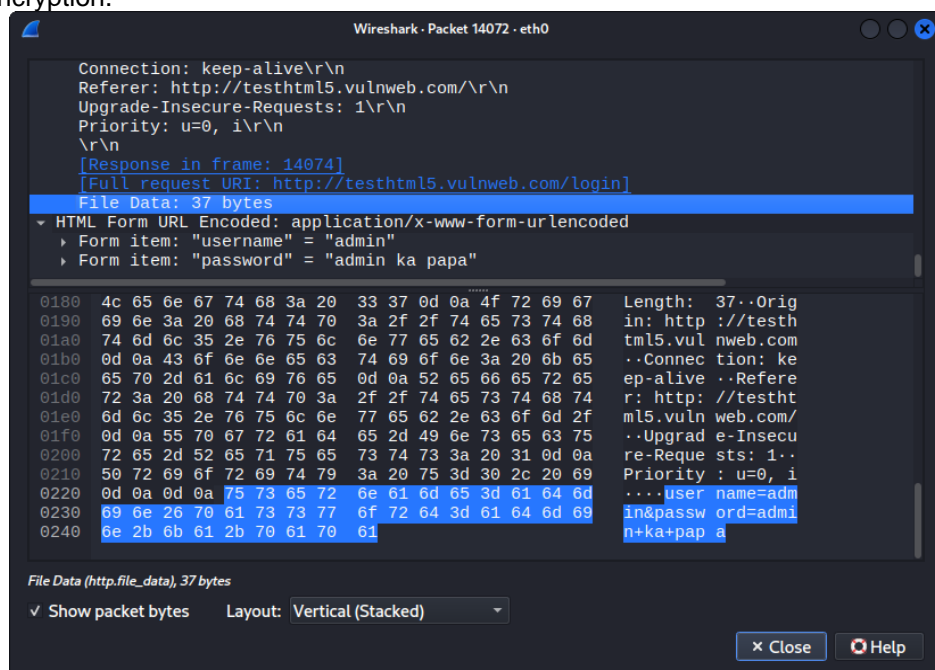 ncryption.
Wireshark · Packet 14072 · eth0
Connection: keep-alive\r\n
Referer: http://testhtml5.vulnweb.com/\r\n
Upgrade-Insecure-Requests: 1\r\n
Priority: u=0, i\r\n
\r\n
[Response in frame: 14074]
[Full request URI: http://testhtml5.vulnweb.com/login]
File Data: 37 bytes
HTML Form URL Encoded: application/x-www-form-urlencoded
Form item: "username" = "admin"
Form item: "password" = "admin ka papa"
0180 4c 65 6e 67 74 68 3a 20 33 37 0d 0a 4f 72 69 67 Length: 37··Orig
0190 69 6e 3a 20 68 74 74 70 3a 2f 2f 74 65 73 74 68 in: http ://testh
01a0 74 6d 6c 35 2e 76 75 6c 6e 77 65 62 2e 63 6f 6d tml5.vul nweb.com
01b0 0d 0a 43 6f 6e 6e 65 63 74 69 6f 6e 3a 20 6b 65 ··Connec tion: ke
01c0 65 70 2d 61 6c 69 76 65 0d 0a 52 65 66 65 72 65 ep-alive ··Refere
01d0 72 3a 20 68 74 74 70 3a 2f 2f 74 65 73 74 68 74 r: http: //testht
01e0 6d 6c 35 2e 76 75 6c 6e 77 65 62 2e 63 6f 6d 2f ml5.vuln web.com/
01f0 0d 0a 55 70 67 72 61 64 65 2d 49 6e 73 65 63 75 ··Upgrad e-Insecu
0200 72 65 2d 52 65 71 75 65 73 74 73 3a 20 31 0d 0a re-Reque sts: 1··
0210 50 72 69 6f 72 69 74 79 3a 20 75 3d 30 2c 20 69 Priority : u=0, i
0220 0d 0a 0d 0a 75 73 65 72 6e 61 6d 65 3d 61 64 6d ····user name=adm
0230 69 6e 26 70 61 73 73 77 6f 72 64 3d 61 64 6d 69 in&passw ord=admi
0240 6e 2b 6b 61 2b 70 61 70 61 n+ka+pap a
File Data (http.file_data), 37 bytes
Show packet bytes Layout: Vertical (Stacked)
Close Help